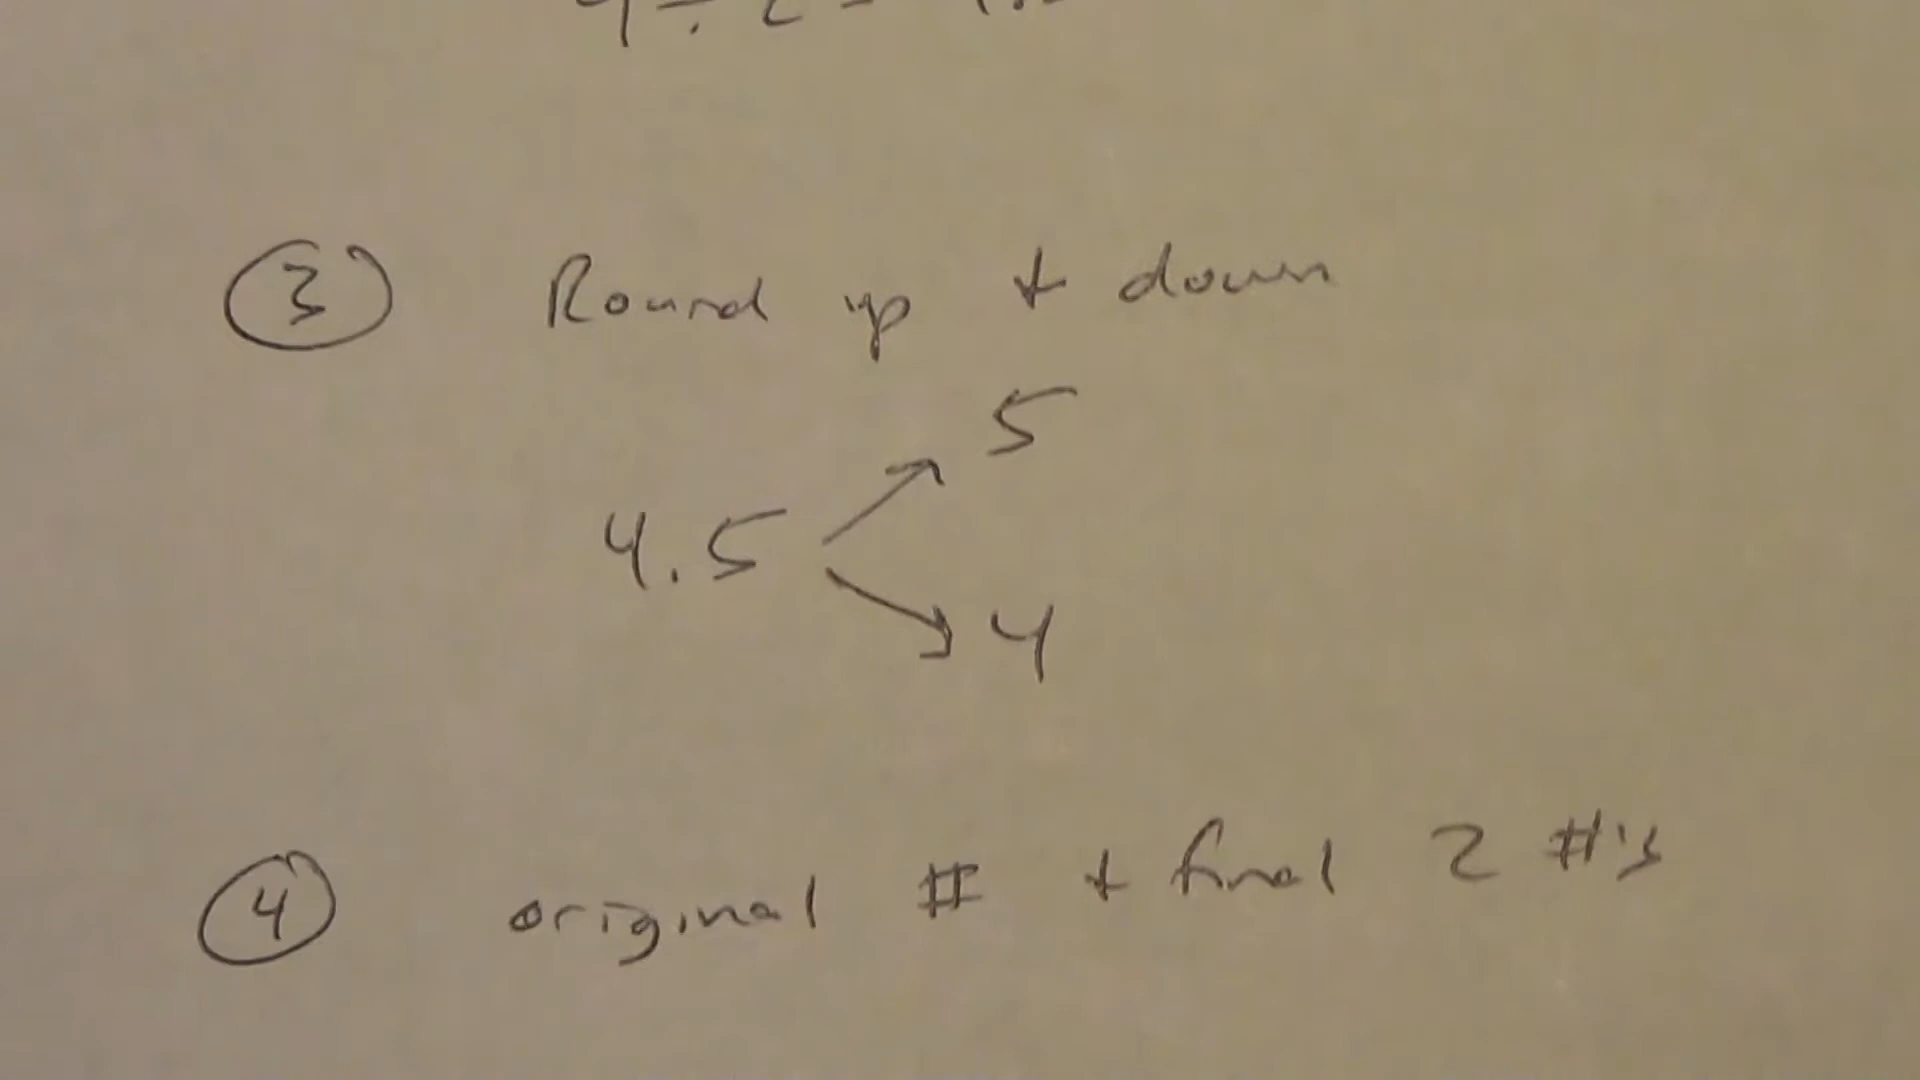 ③ Round up + down
5
4.5
4
④ original # + final 2 #'s